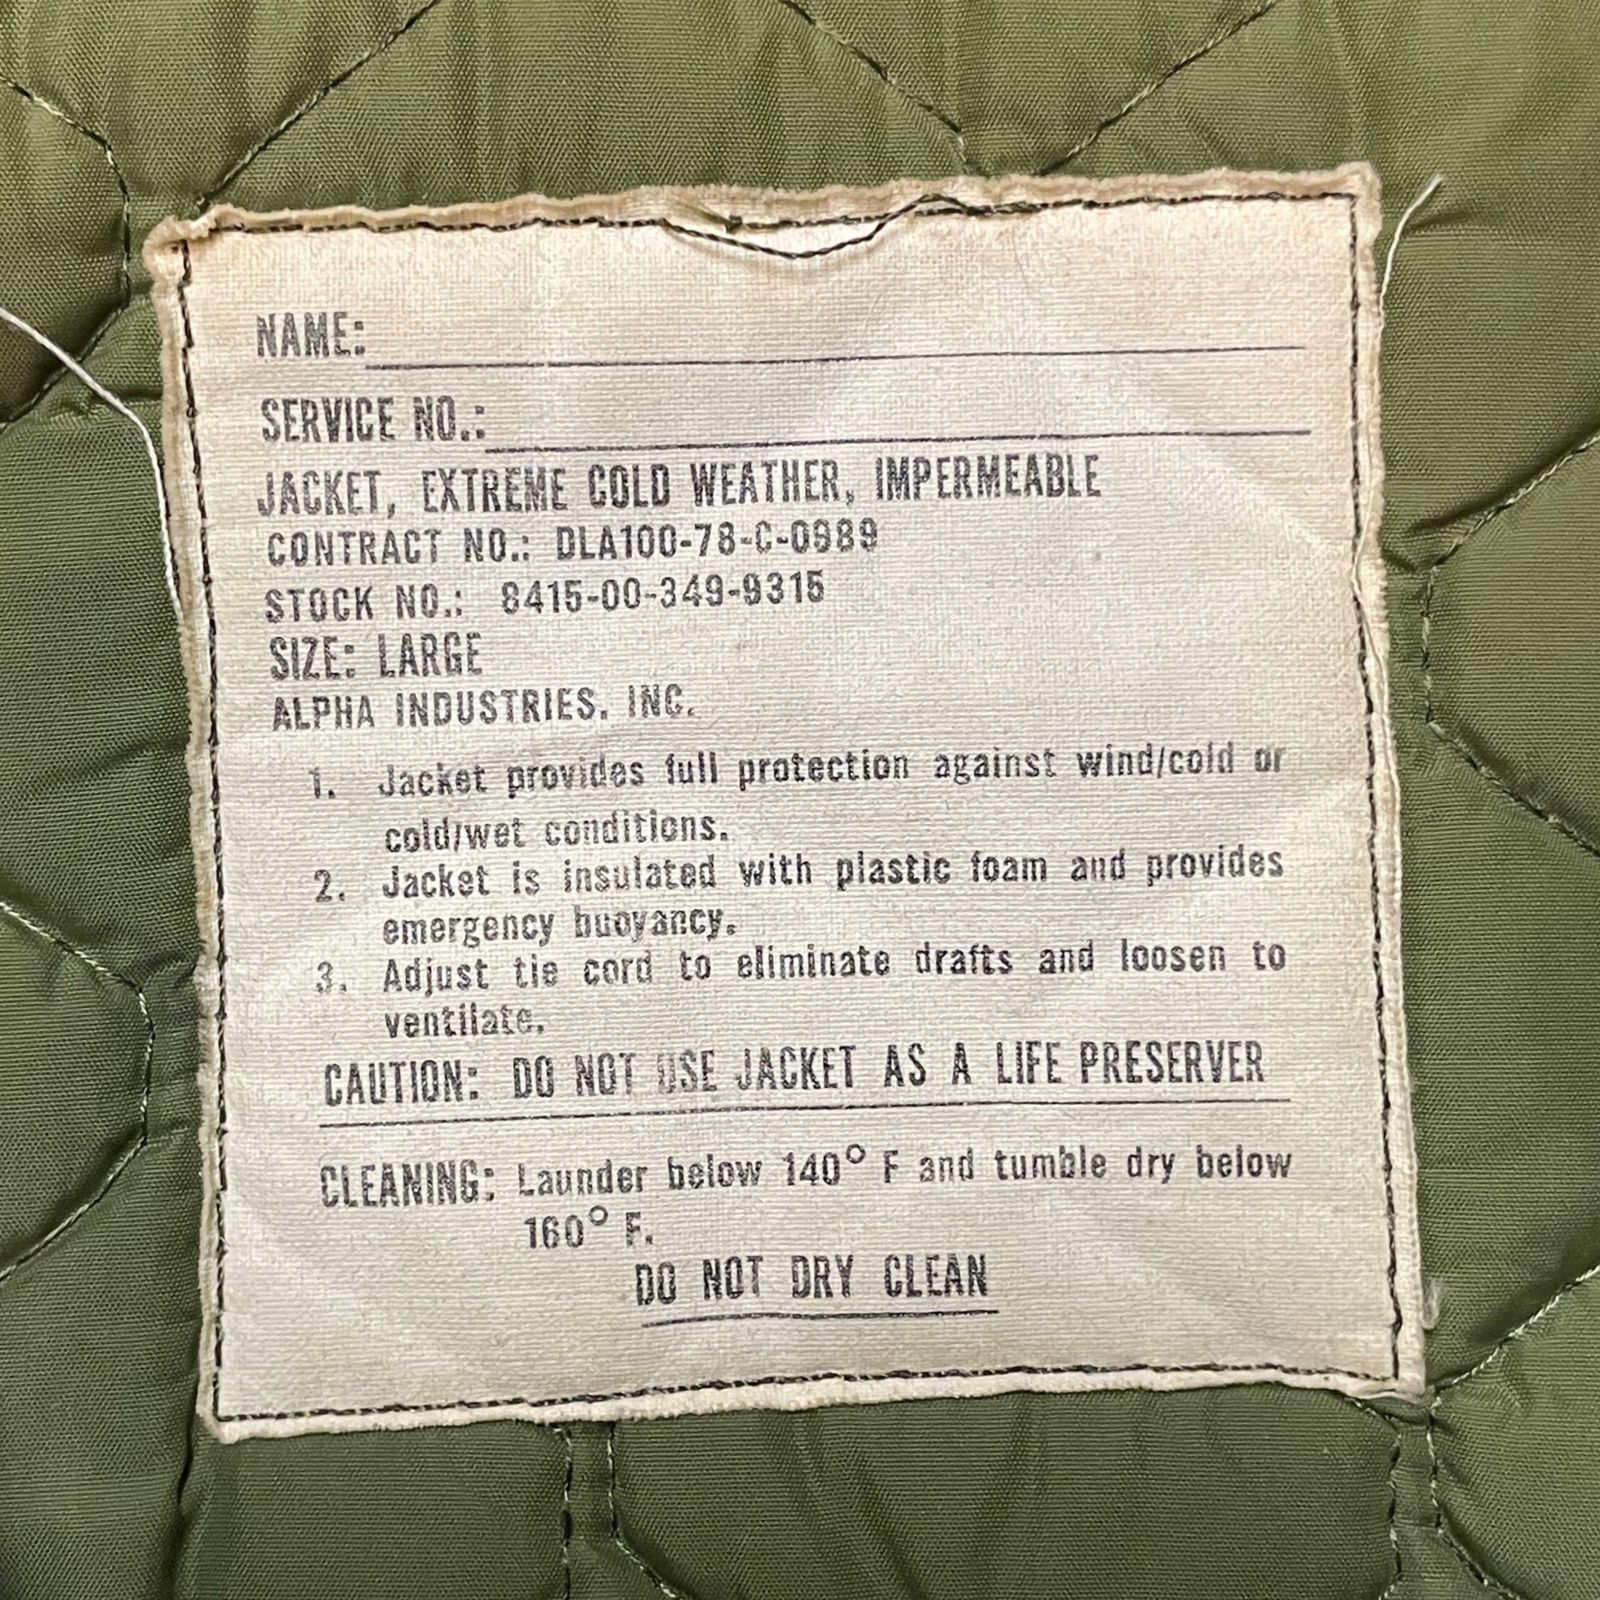 NAME:
SERVICE NO.:
JACKET, EXTREME COLD WEATHER, IMPERMEABLE
CONTRACT NO.: DLA100-78-C-0989
STOCK NO.: 8415-00-349-9315
SIZE: LARGE
ALPHA INDUSTRIES, INC.
1. Jacket provides full protection against wind/cold or
cold/wet conditions.
2. Jacket is insulated with plastic foam and provides
emergency buoyancy.
3. Adjust tie cord to eliminate drafts and loosen to
ventilate.
CAUTION: DO NOT USE JACKET AS A LIFE PRESERVER
CLEANING: Launder below 140° F and tumble dry below
160° F.
DO NOT DRY CLEAN